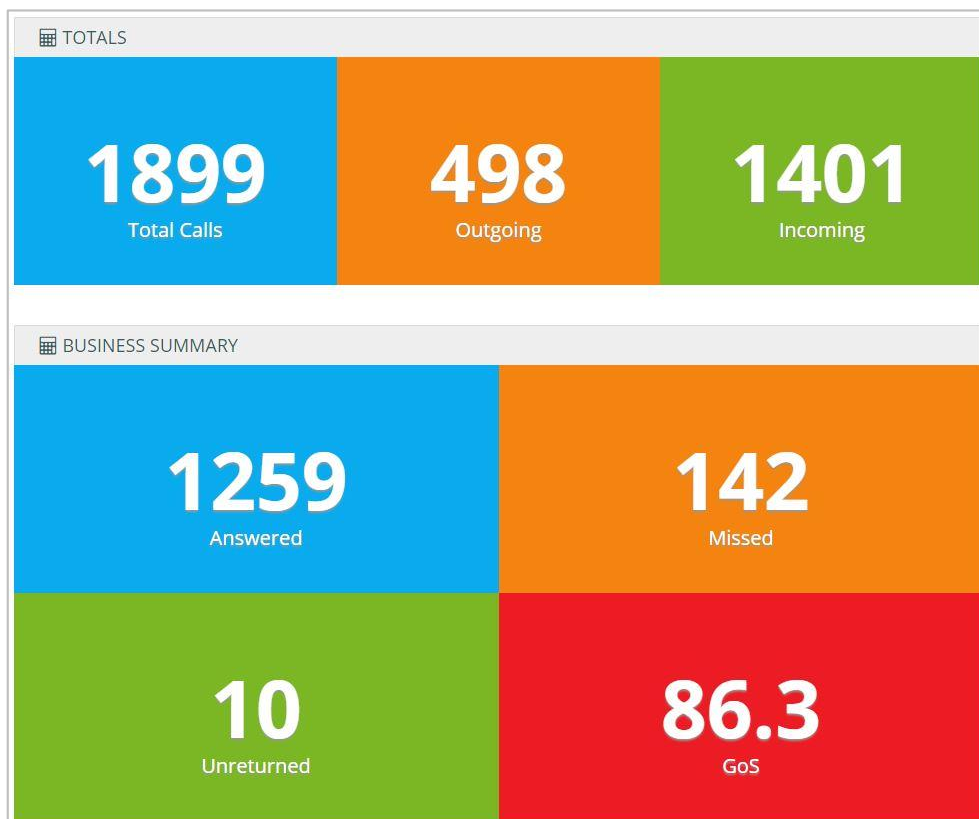 TOTALS
1899
Total Calls
498
Outgoing
1401
Incoming
BUSINESS SUMMARY
1259
Answered
142
Missed
10
Unreturned
86.3
GoS